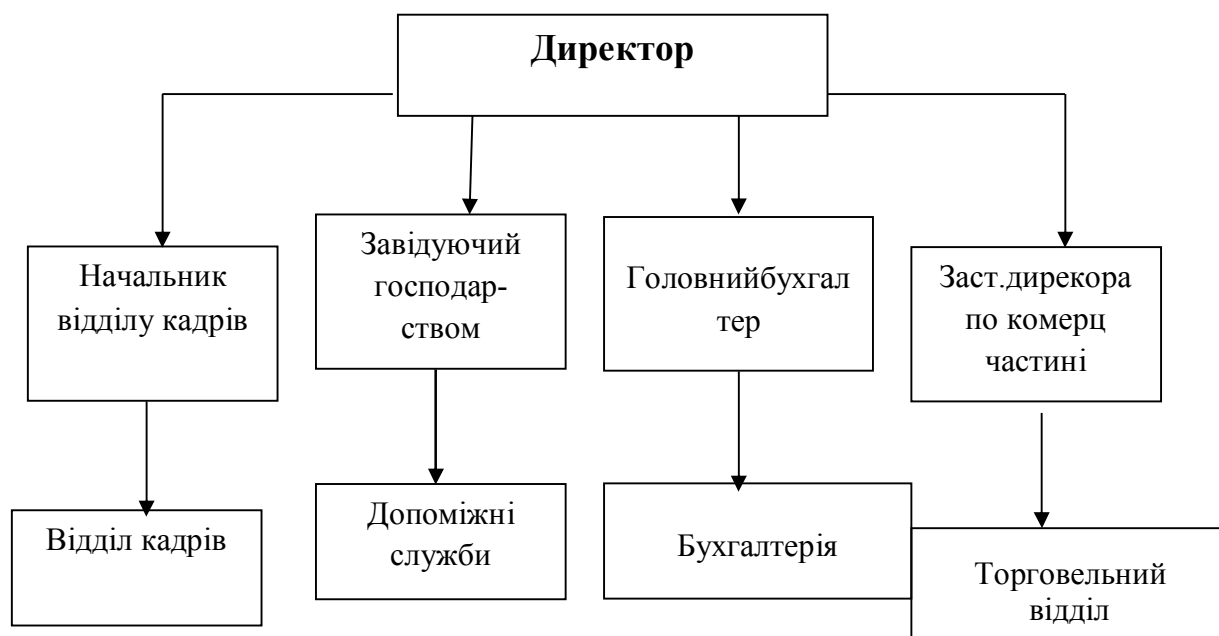 Директор
Начальник
відділу кадрів
Завідуючий
господар-
ством
Головнийбухгал
тер
Заст.дирекора
по комерц
частині
Відділ кадрів
Допоміжні
служби
Бухгалтерія
Торговельний
відділ